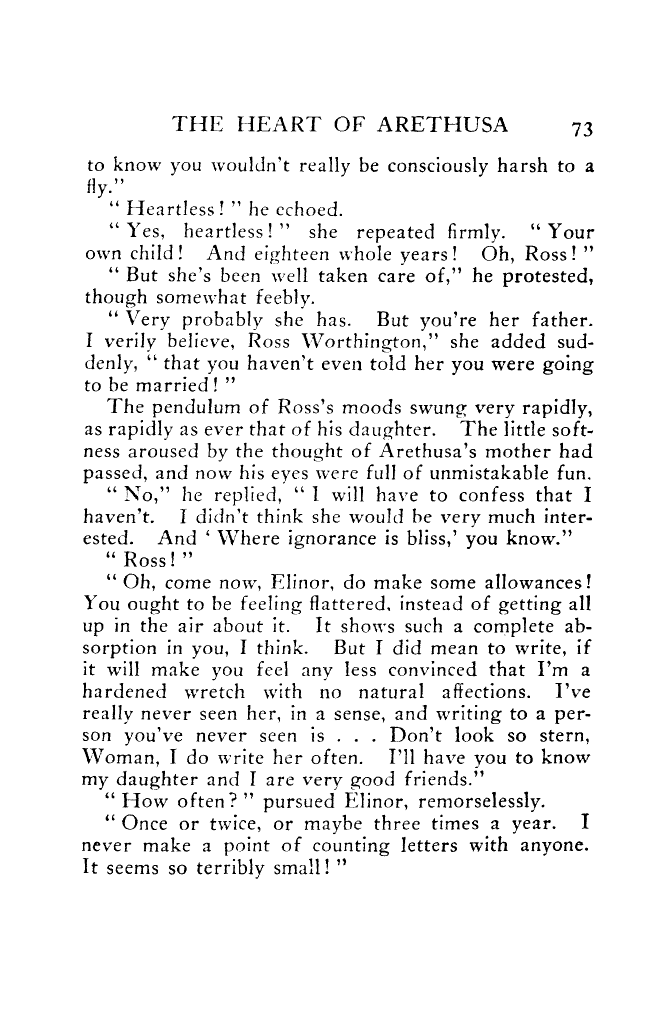 THE HEART OF ARETHUSA 73
to know you wouldn't really be consciously harsh to a
fly."
" Heartless! " he echoed.
" Yes, heartless! " she repeated firmly. " Your
own child! And eighteen whole years! Oh, Ross! "
" But she's been well taken care of," he protested,
though somewhat feebly.
" Very probably she has. But you're her father.
I verily believe, Ross Worthington," she added sud-
denly, " that you haven't even told her you were going
to be married! "
The pendulum of Ross's moods swung very rapidly,
as rapidly as ever that of his daughter. The little soft-
ness aroused by the thought of Arethusa's mother had
passed, and now his eyes were full of unmistakable fun.
" No," he replied, " I will have to confess that I
haven't. I didn't think she would be very much inter-
ested. And ' Where ignorance is bliss,' you know."
" Ross! "
" Oh, come now, Elinor, do make some allowances!
You ought to be feeling flattered, instead of getting all
up in the air about it. It shows such a complete ab-
sorption in you, I think. But I did mean to write, if
it will make you feel any less convinced that I'm a
hardened wretch with no natural affections. I've
really never seen her, in a sense, and writing to a per-
son you've never seen is . . . Don't look so stern,
Woman, I do write her often. I'll have you to know
my daughter and I are very good friends."
" How often? " pursued Elinor, remorselessly.
" Once or twice, or maybe three times a year. I
never make a point of counting letters with anyone.
It seems so terribly small! "